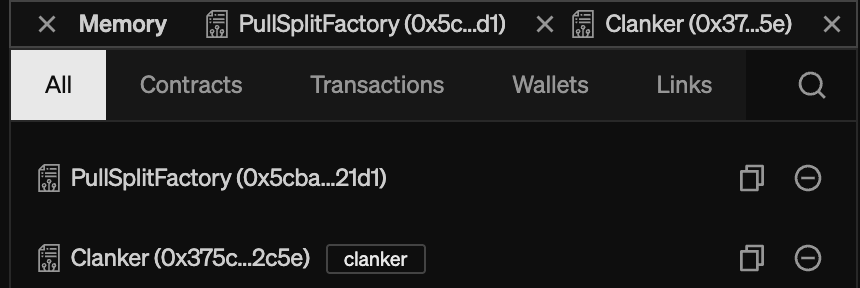 Memory PullSplitFactory (0x5c...d1) Clanker (0x37...5e)
All Contracts Transactions Wallets Links
PullSplitFactory (0x5cba...21d1)
Clanker (0x375c...2c5e) clanker